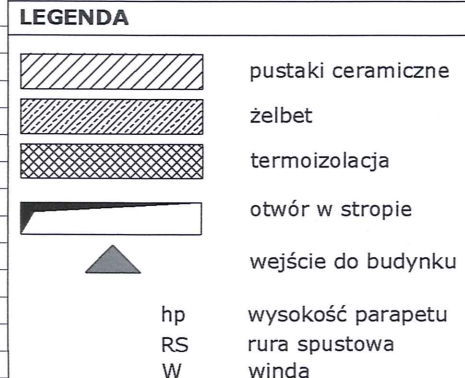 LEGENDA
pustaki ceramiczne
żelbet
termoizolacja
otwór w stropie
wejście do budynku
hp wysokość parapetu
RS rura spustowa
W winda